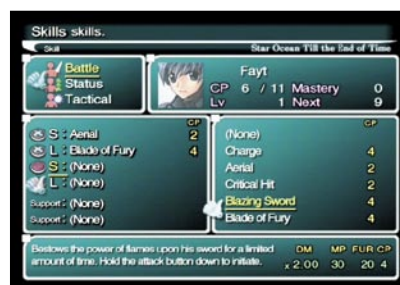 Skills skills.
Skill
Star Ocean Till the End of Time
Battle
Status
Tactical
Fayt
CP 6 / 11 Mastery 0
Lv 1 Next 9
CP
S : Aerial 2
L : Blade of Fury 4
S : (None)
L : (None)
Support : (None)
Support : (None)
CP
(None)
Charge 4
Aerial 2
Critical Hit 2
Blazing Sword 4
Blade of Fury 4
Bestows the power of flames upon his sword for a limited
amount of time. Hold the attack button down to initiate.
DM MP FUR CP
x 2.00 30 20 4